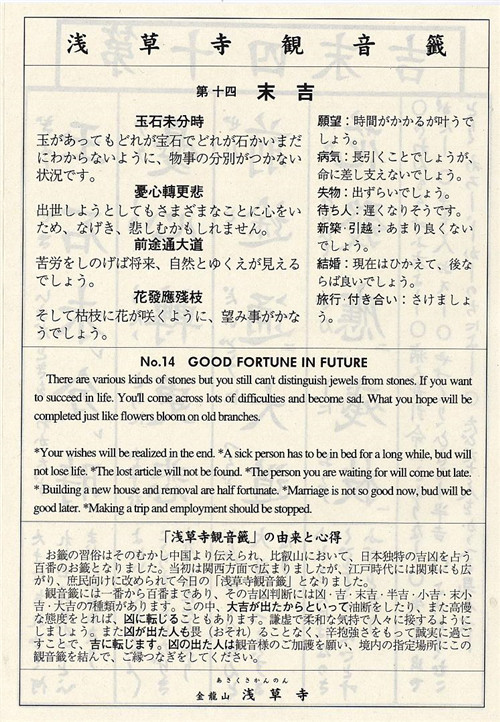 浅草寺観音籤
第十四 末吉
玉石未分時
玉があってもどれが宝石でどれが石かいまだ
にわからないように、物事の分別がつかない
状況です。
憂心轉更悲
出世しようとしてもさまざまなことに心をい
ため、なげき、悲しむかもしれません。
前途通大道
苦労をしのげば将来、自然とゆくえが見える
でしょう。
花發應殘枝
そして枯枝に花が咲くように、望み事がかな
うでしょう。
願望:時間がかかるが叶うで
しょう。
病気:長引くことでしょうが、
命に差し支えないでしょう。
失物:出ずらいでしょう。
待ち人:遅くなりそうです。
新築・引越:あまり良くない
でしょう。
結婚:現在はひかえて、後な
らば良いでしょう。
旅行・付き合い:さけましょ
う。
No.14 GOOD FORTUNE IN FUTURE
There are various kinds of stones but you still can't distinguish jewels from stones. If you want
to succeed in life. You'll come across lots of difficulties and become sad. What you hope will be
completed just like flowers bloom on old branches.
*Your wishes will be realized in the end. *A sick person has to be in bed for a long while, bud will
not lose life. *The lost article will not be found. *The person you are waiting for will come but late.
* Building a new house and removal are half fortunate. *Marriage is not so good now, bud will be
good later. *Making a trip and employment should be stopped.
「浅草寺観音籤」の由来と心得
お籤の習俗はそのむかし中国より伝えられ、比叡山において、日本独特の吉凶を占う
百番のお籤となりました。当初は関西方面で広まりましたが、江戸時代には関東にも広
がり、庶民向けに改められて今日の「浅草寺観音籤」となりました。
観音籤には一番から百番まであり、その吉凶判断には凶・吉・末吉・半吉・小吉・末小
吉・大吉の7種類があります。この中、大吉が出たからといって油断をしたり、また高慢
な態度をとれば、凶に転じることもあります。謙虚で柔和な気持で人々に接するように
しましょう。また凶が出た人も畏(おそれ)ることなく、辛抱強さをもって誠実に過ご
すことで、吉に転じます。凶の出た人は観音様のご加護を願い、境内の指定場所にこの
観音籤を結んで、ご縁つなぎをしてください。
あさくさかんのん
金龍山 浅草寺